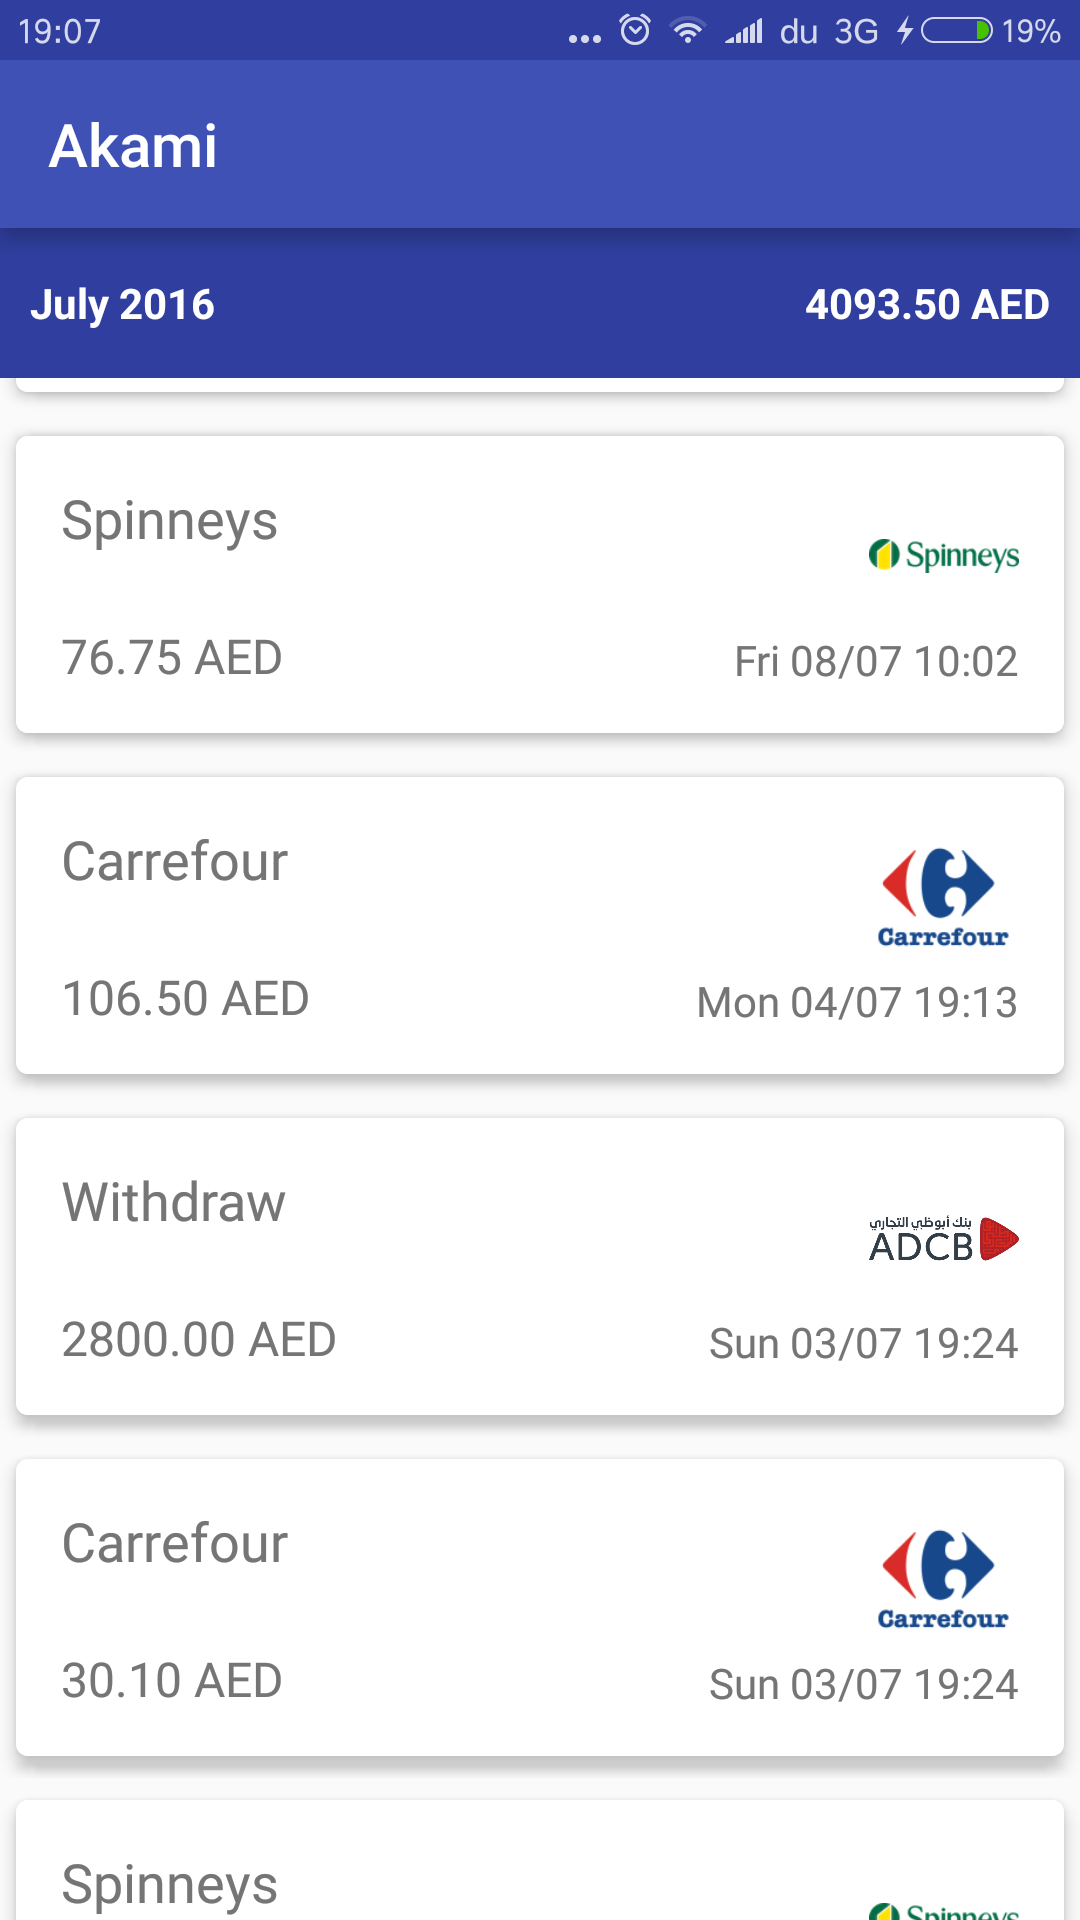 19:07 ... du 3G 19%
Akami
July 2016 4093.50 AED
Spinneys
Spinneys
76.75 AED Fri 08/07 10:02
Carrefour
Carrefour
106.50 AED Mon 04/07 19:13
Withdraw
بنك أبوظبي التجاري
ADCB
2800.00 AED Sun 03/07 19:24
Carrefour
Carrefour
30.10 AED Sun 03/07 19:24
Spinneys
Spinneys